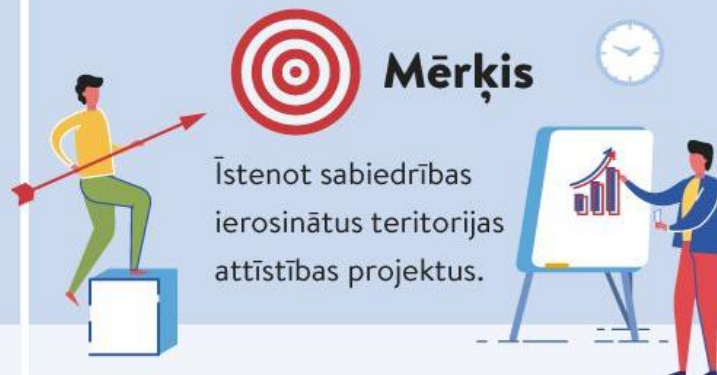 Mērķis
Īstenot sabiedrības
ierosinātus teritorijas
attīstības projektus.